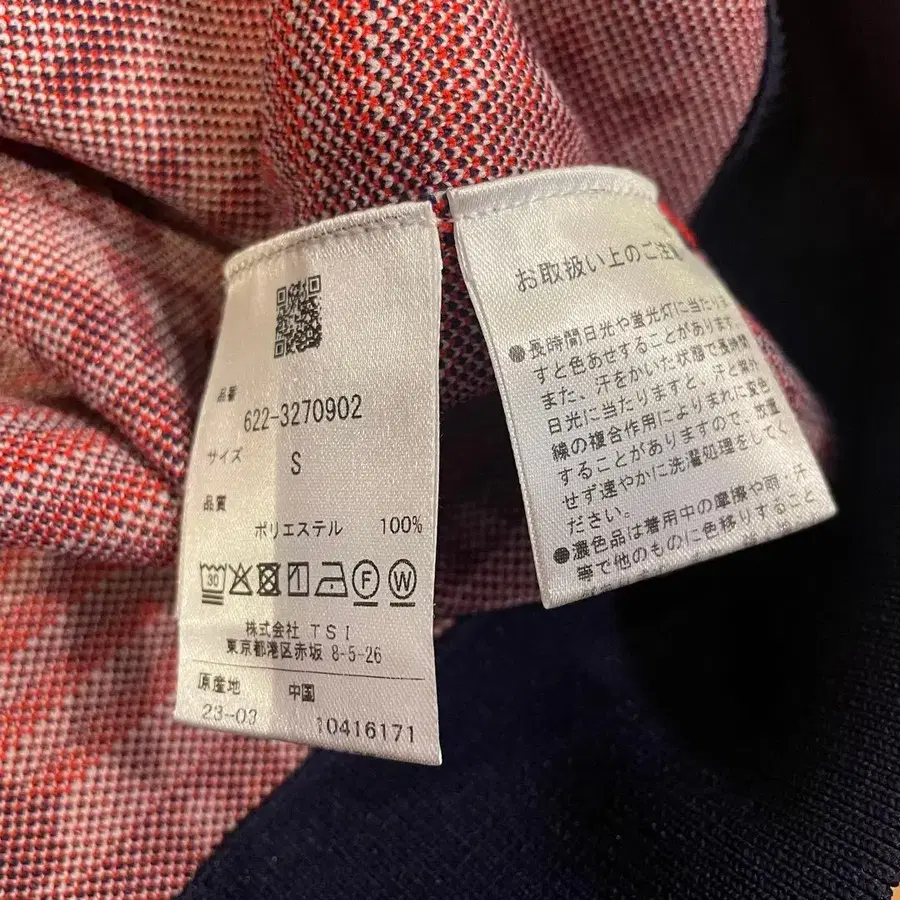 品番
622-3270902
サイズ
S
品質
ポリエステル 100%
30
F W
株式会社 TSI
東京都港区赤坂 8-5-26
原産地 中国
23-03 10416171
お取扱い上のご注
●長時間日光や蛍光灯に当たりま
すと色あせすることがあります。
また、汗をかいた状態で長時間
日光に当たりますと、汗と紫外
線の複合作用によりまれに変色
することがありますので、放置
せず速やかに洗濯処理をしてく
ださい。
●濃色品は着用中の摩擦や雨・汗
等で他のものに色移りすること